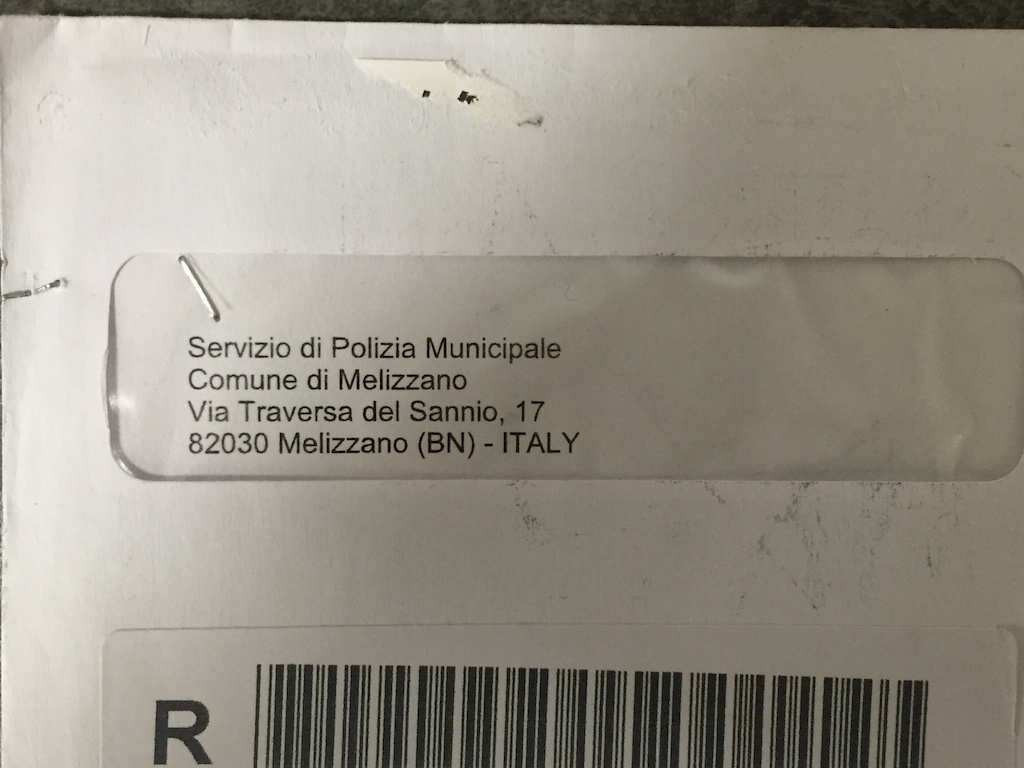 Servizio di Polizia Municipale
Comune di Melizzano
Via Traversa del Sannio, 17
82030 Melizzano (BN) - ITALY
R